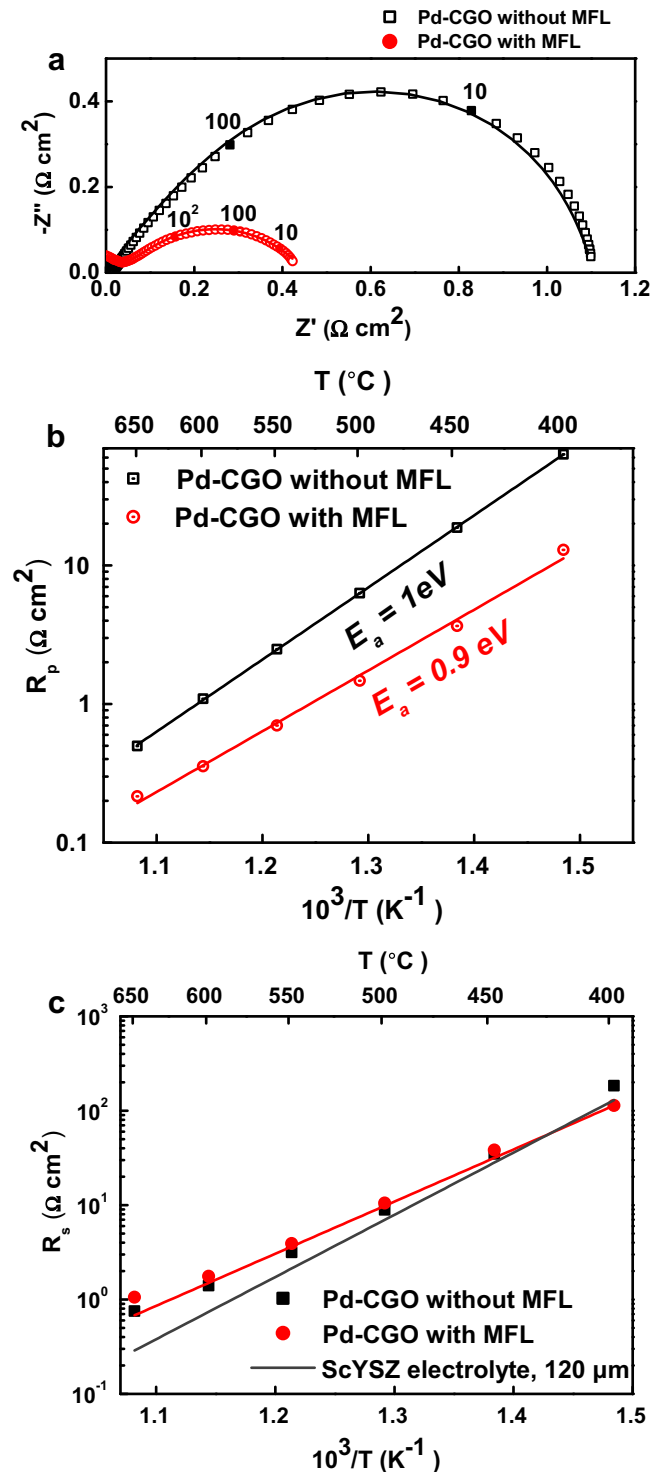 Pd-CGO without MFL
Pd-CGO with MFL
a
-Z'' (Ω cm²)
0.4
0.2
0.0
100
10
10² 100 10
0.0 0.2 0.4 0.6 0.8 1.0 1.2
Z' (Ω cm²)
T (°C )
b
650 600 550 500 450 400
Pd-CGO without MFL
Pd-CGO with MFL
R_p (Ω cm²)
10
1
0.1
E_a = 1eV
E_a = 0.9 eV
1.1 1.2 1.3 1.4 1.5
10³/T (K⁻¹)
T (°C)
c
650 600 550 500 450 400
R_s (Ω cm²)
10³
10²
10¹
10⁰
10⁻¹
Pd-CGO without MFL
Pd-CGO with MFL
ScYSZ electrolyte, 120 µm
1.1 1.2 1.3 1.4 1.5
10³/T (K⁻¹)